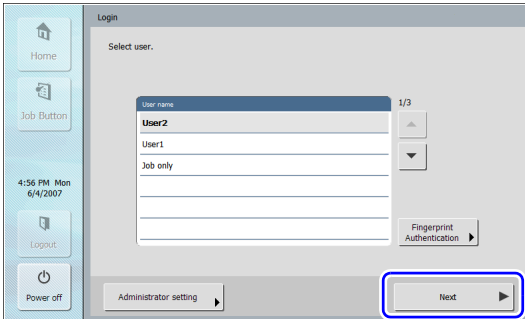 Login
Select user.
Home
Job Button
4:56 PM Mon
6/4/2007
Logout
Power off
User name
User2
User1
Job only
1/3
Fingerprint
Authentication
Administrator setting
Next